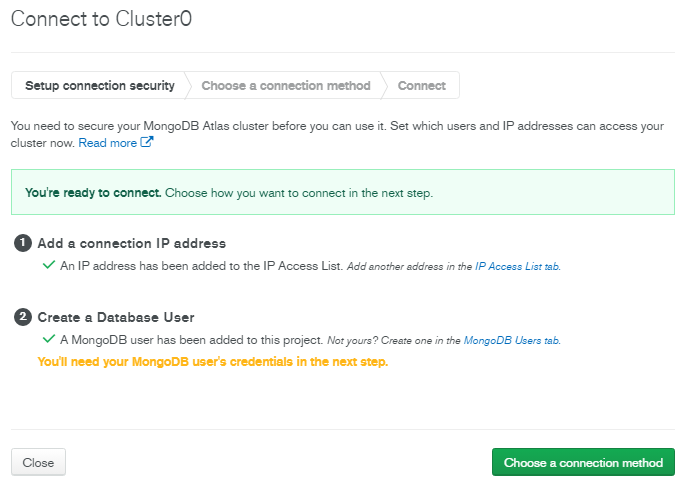 Connect to Cluster0
Setup connection security
Choose a connection method
Connect
You need to secure your MongoDB Atlas cluster before you can use it. Set which users and IP addresses can access your
cluster now. Read more
You're ready to connect. Choose how you want to connect in the next step.
1 Add a connection IP address
An IP address has been added to the IP Access List. Add another address in the IP Access List tab.
2 Create a Database User
A MongoDB user has been added to this project. Not yours? Create one in the MongoDB Users tab.
You'll need your MongoDB user's credentials in the next step.
Close
Choose a connection method